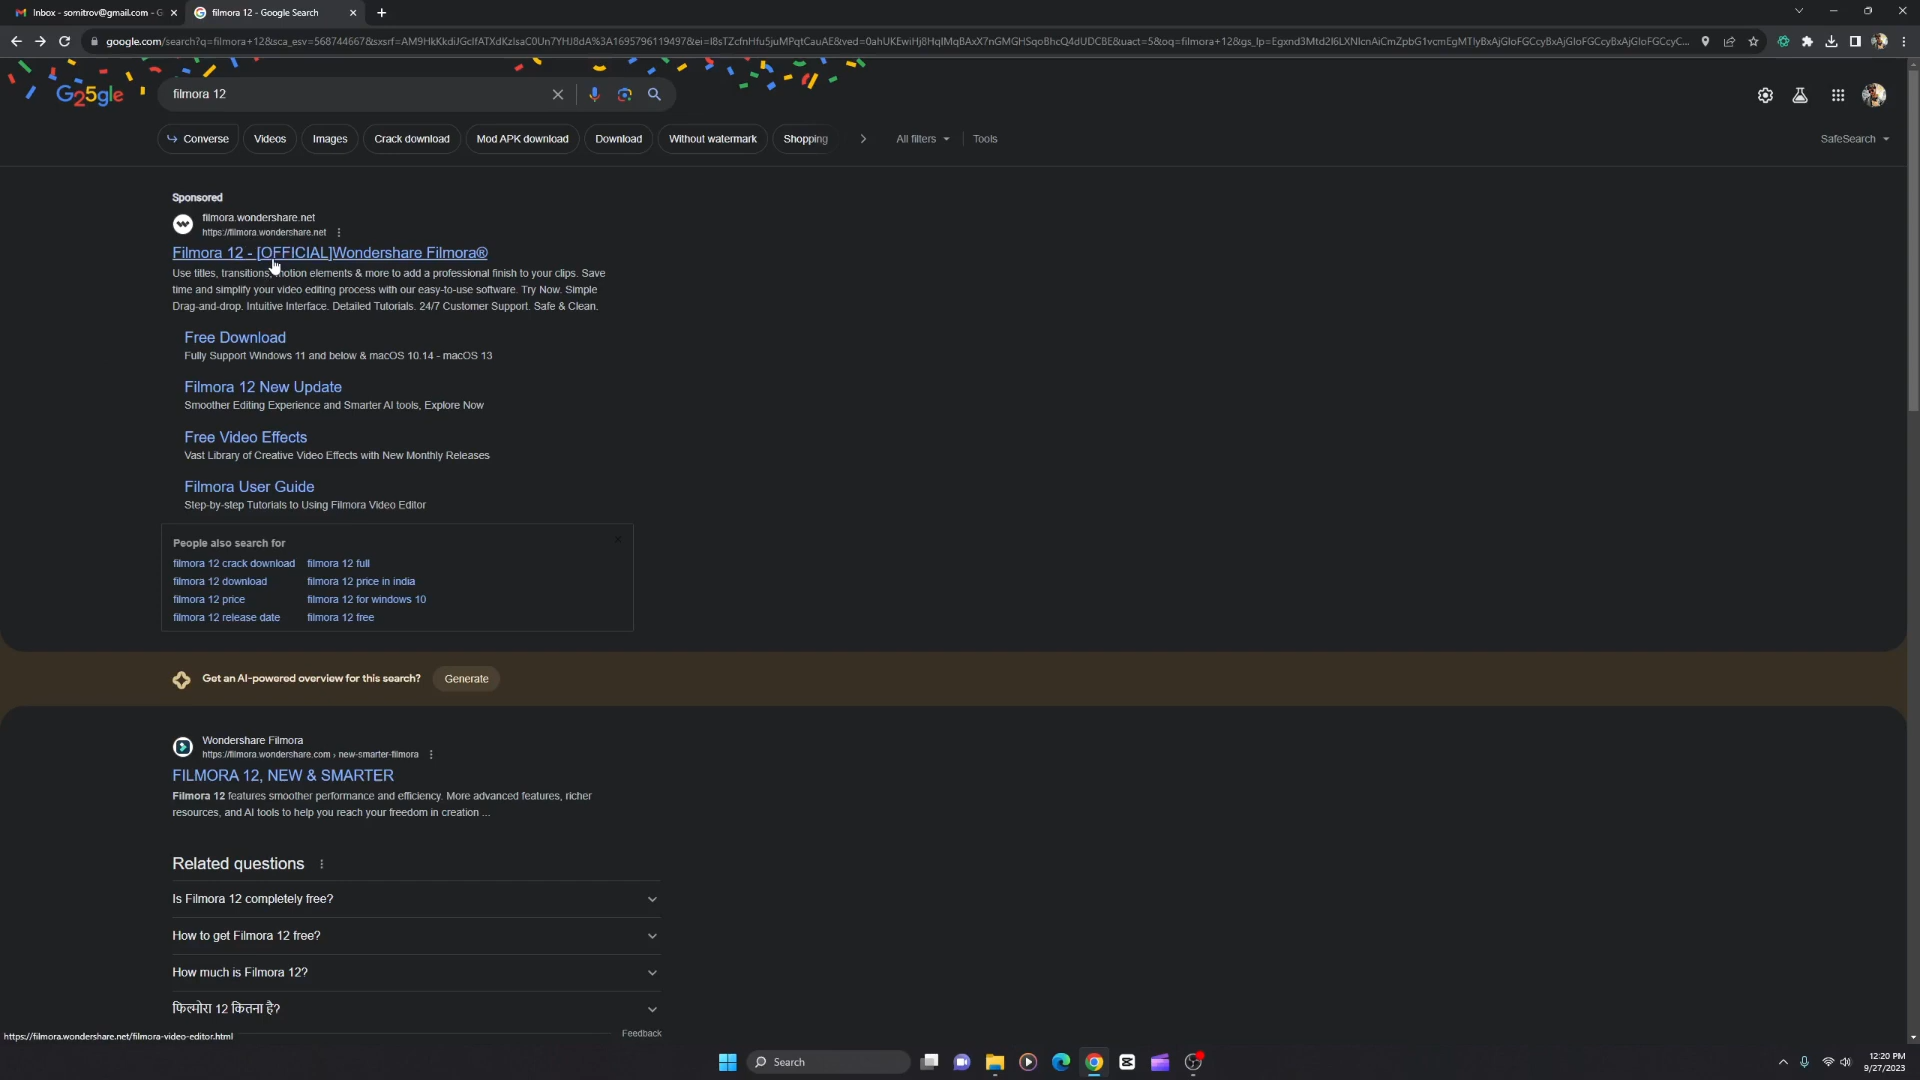 Inbox - somitrov@gmail.com - G
filmora 12 - Google Search
google.com/search?q=filmora+12&sca_esv=568744667&sxsrf=
G25gle
filmora 12
Converse
Videos
Images
Crack download
Mod APK download
Download
Without watermark
Shopping
All filters
Tools
SafeSearch
Sponsored
filmora.wondershare.net
https://filmora.wondershare.net
Filmora 12 - [OFFICIAL]Wondershare Filmora®
Use titles, transitions, motion elements & more to add a professional finish to your clips. Save
time and simplify your video editing process with our easy-to-use software. Try Now. Simple
Drag-and-drop. Intuitive Interface. Detailed Tutorials. 24/7 Customer Support. Safe & Clean.
Free Download
Fully Support Windows 11 and below & macOS 10.14 - macOS 13
Filmora 12 New Update
Smoother Editing Experience and Smarter AI tools, Explore Now
Free Video Effects
Vast Library of Creative Video Effects with New Monthly Releases
Filmora User Guide
Step-by-step Tutorials to Using Filmora Video Editor
People also search for
filmora 12 crack download filmora 12 full
filmora 12 download filmora 12 price in india
filmora 12 price filmora 12 for windows 10
filmora 12 release date filmora 12 free
Get an AI-powered overview for this search? Generate
Wondershare Filmora
https://filmora.wondershare.com › new-smarter-filmora
FILMORA 12, NEW & SMARTER
Filmora 12 features smoother performance and efficiency. More advanced features, richer
resources, and AI tools to help you reach your freedom in creation ...
Related questions
Is Filmora 12 completely free?
How to get Filmora 12 free?
How much is Filmora 12?
फिल्मोरा 12 कितना है?
Feedback
https://filmora.wondershare.net/filmora-video-editor.html
Search
12:20 PM
9/27/2023